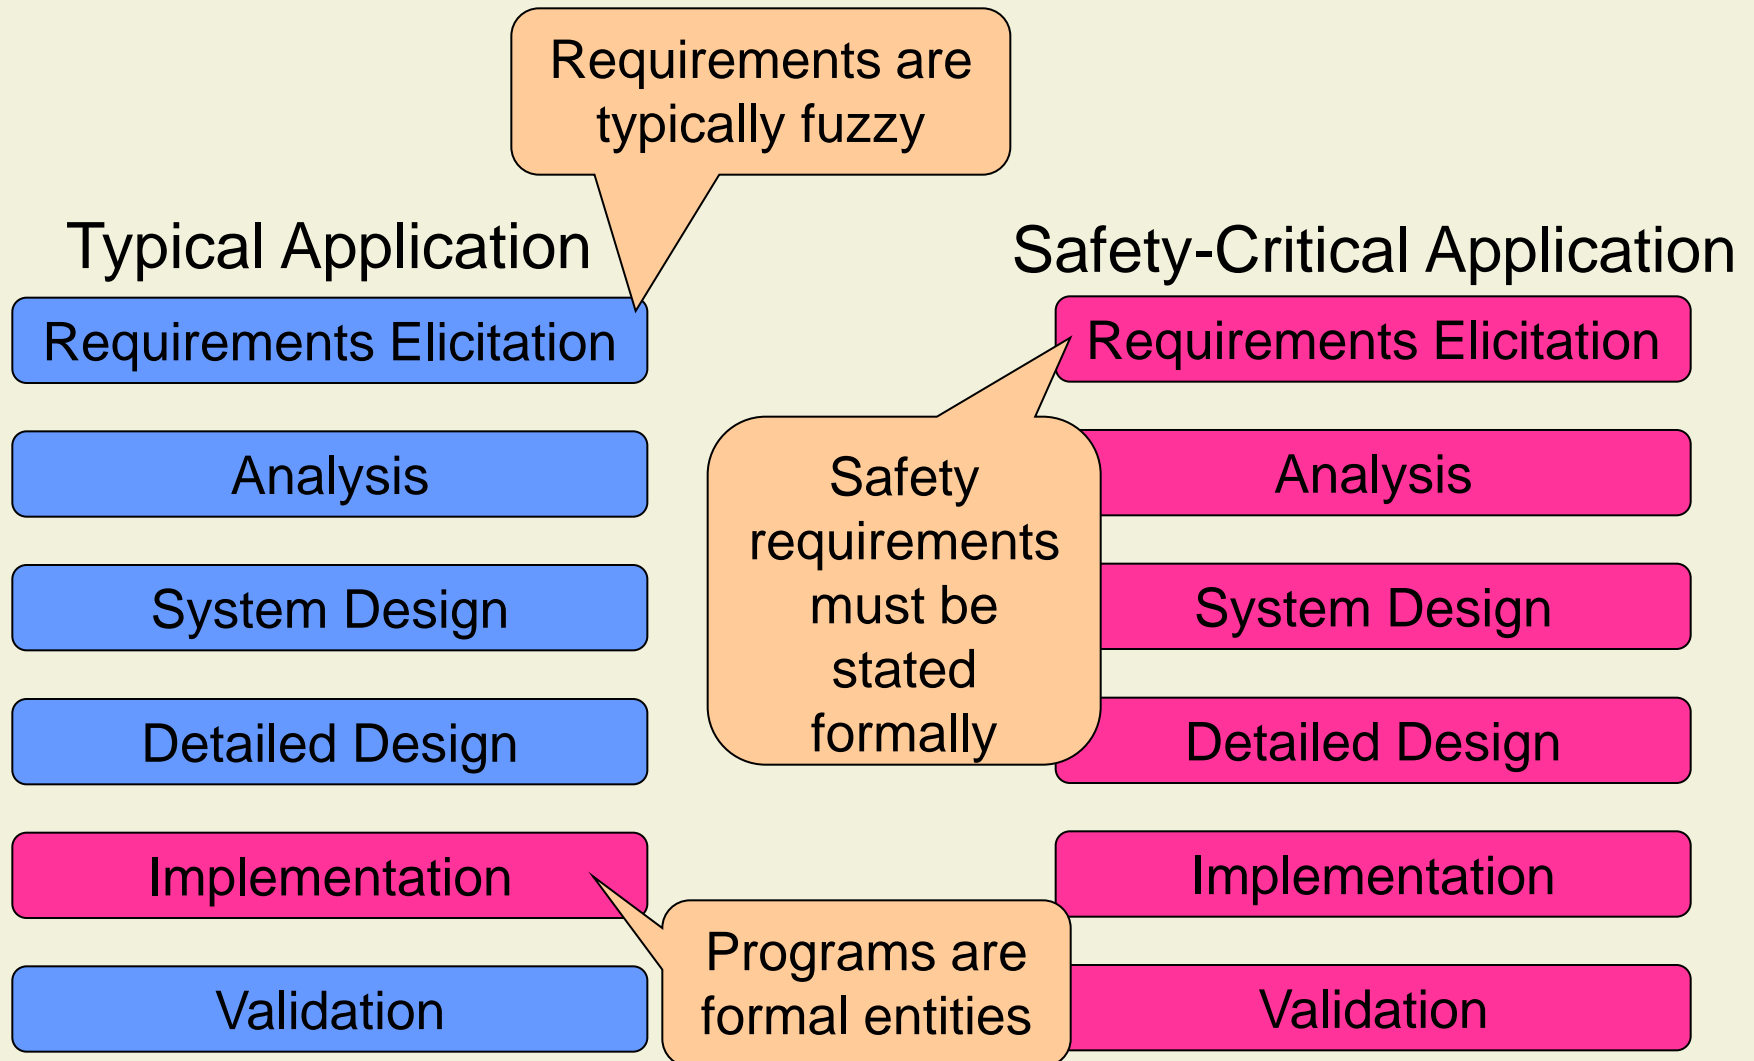 Requirements are
typically fuzzy
Typical Application
Safety-Critical Application
Requirements Elicitation
Analysis
System Design
Detailed Design
Implementation
Validation
Safety
requirements
must be
stated
formally
Programs are
formal entities
Requirements Elicitation
Analysis
System Design
Detailed Design
Implementation
Validation